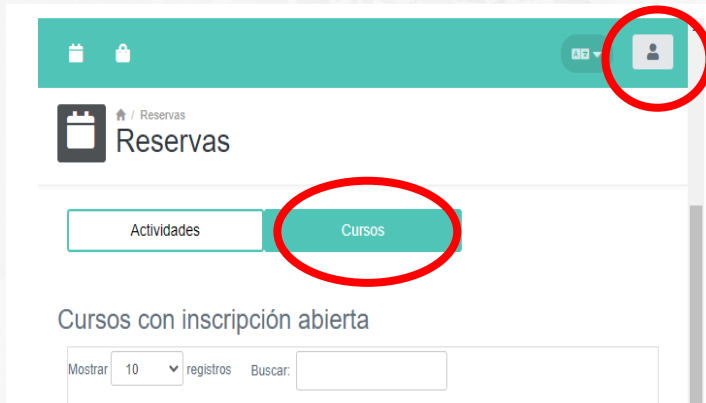 / Reservas
Reservas
Actividades Cursos
Cursos con inscripción abierta
Mostrar 10 registros Buscar: